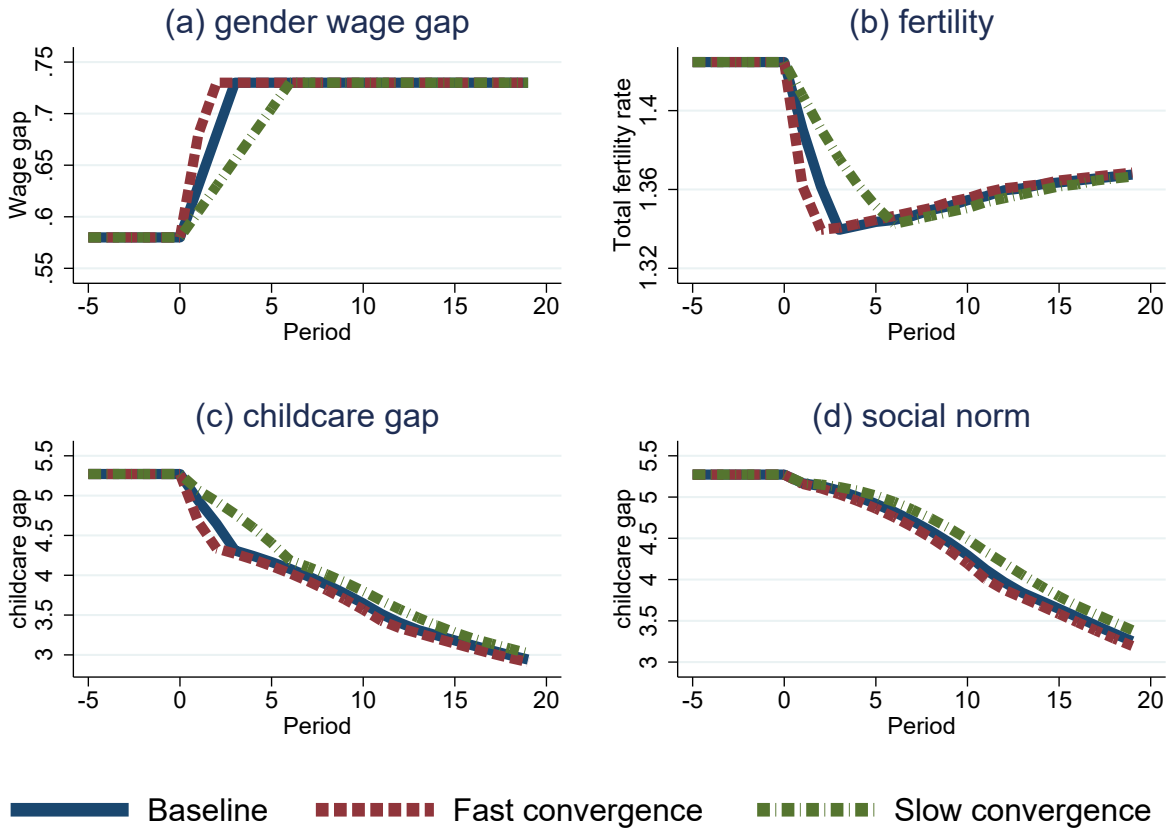 (a) gender wage gap
Wage gap
.75
.7
.65
.6
.55
-5 0 5 10 15 20
Period
(b) fertility
Total fertility rate
1.4
1.36
1.32
-5 0 5 10 15 20
Period
(c) childcare gap
childcare gap
5.5
5
4.5
4
3.5
3
-5 0 5 10 15 20
Period
(d) social norm
childcare gap
5.5
5
4.5
4
3.5
3
-5 0 5 10 15 20
Period
Baseline Fast convergence Slow convergence